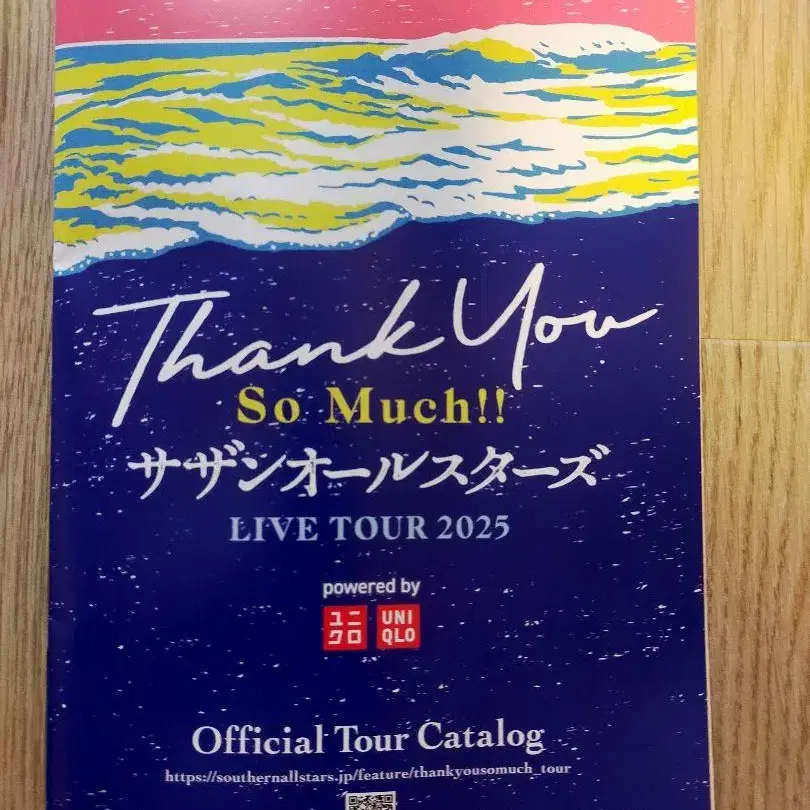 Thank You
So Much!!
サザンオールスターズ
LIVE TOUR 2025
powered by
ユニクロ UNIQLO
Official Tour Catalog
https://southernallstars.jp/feature/thankyousomuch_tour